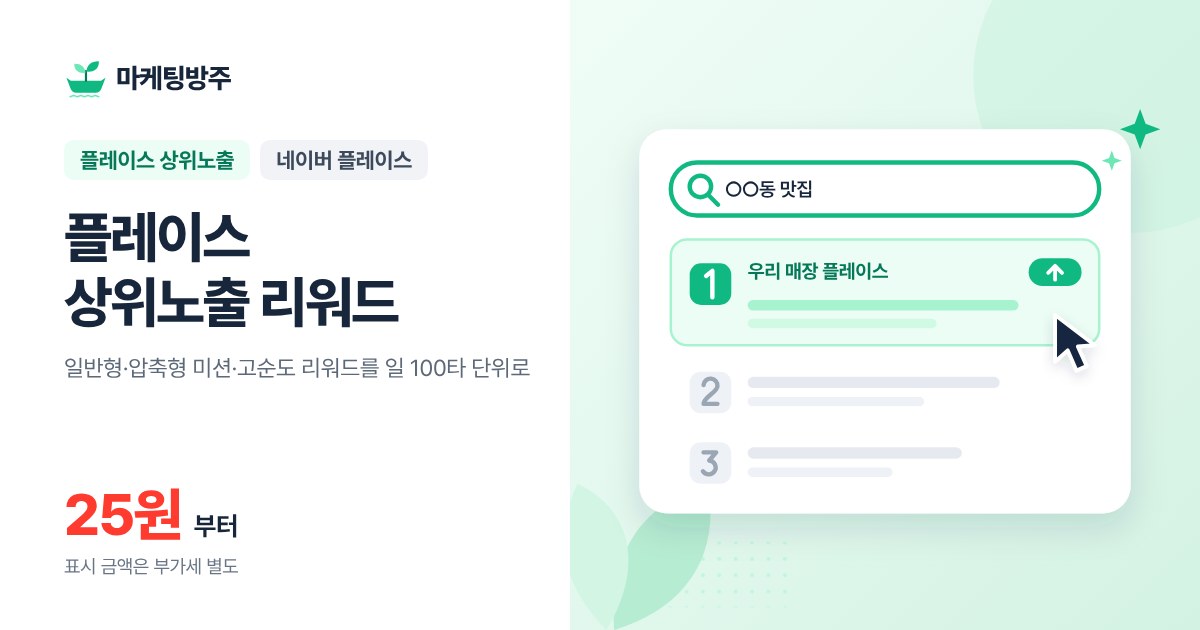 마케팅방주
플레이스 상위노출
네이버 플레이스
플레이스
상위노출 리워드
일반형·압축형 미션·고순도 리워드를 일 100타 단위로
25원 부터
표시 금액은 부가세 별도
○○동 맛집
1
우리 매장 플레이스
2
3